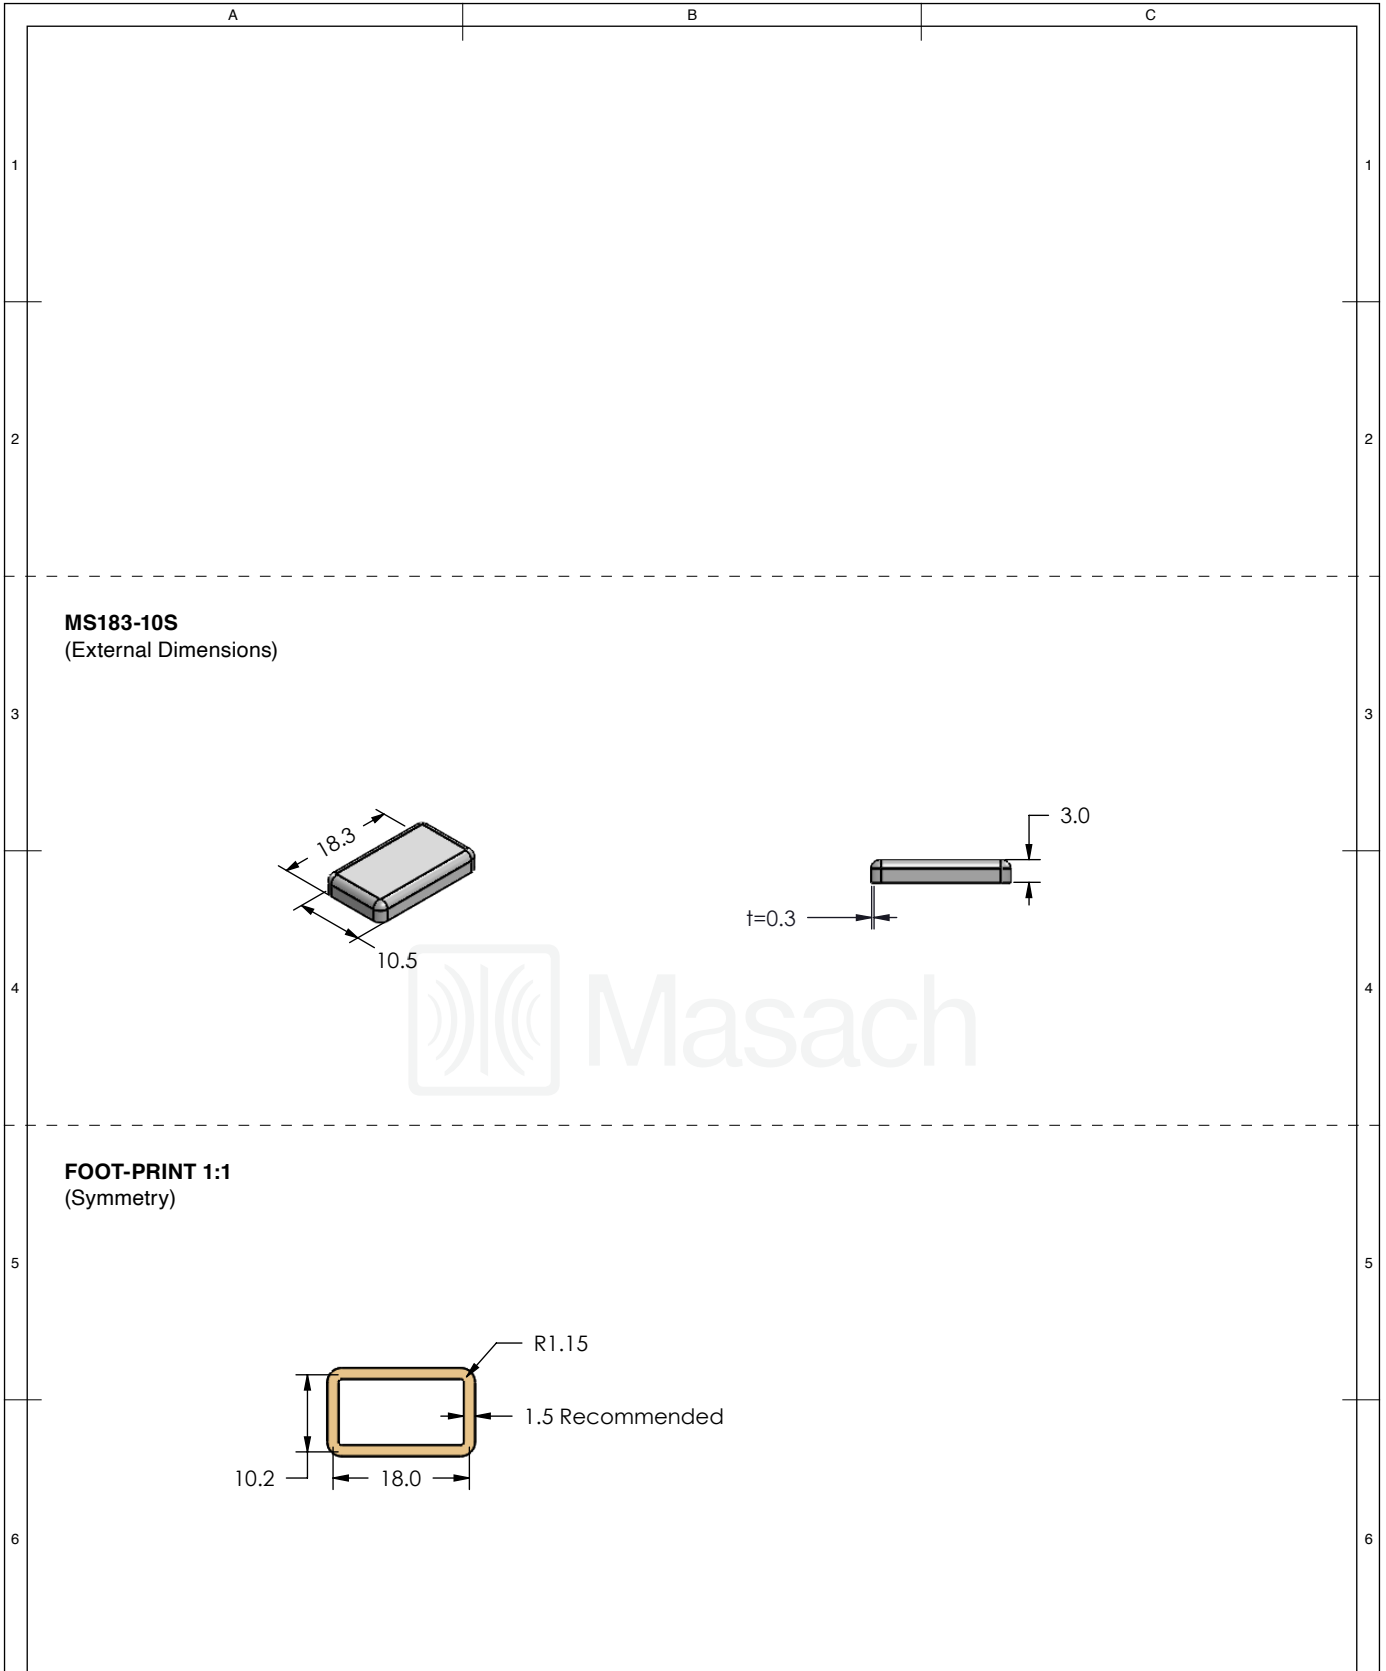 A B C
1 1
2 2
MS183-10S
(External Dimensions)
3 3
18.3
3.0
t=0.3
10.5
4 4
Masach
FOOT-PRINT 1:1
(Symmetry)
5 5
R1.15
1.5 Recommended
10.2 18.0
6 6